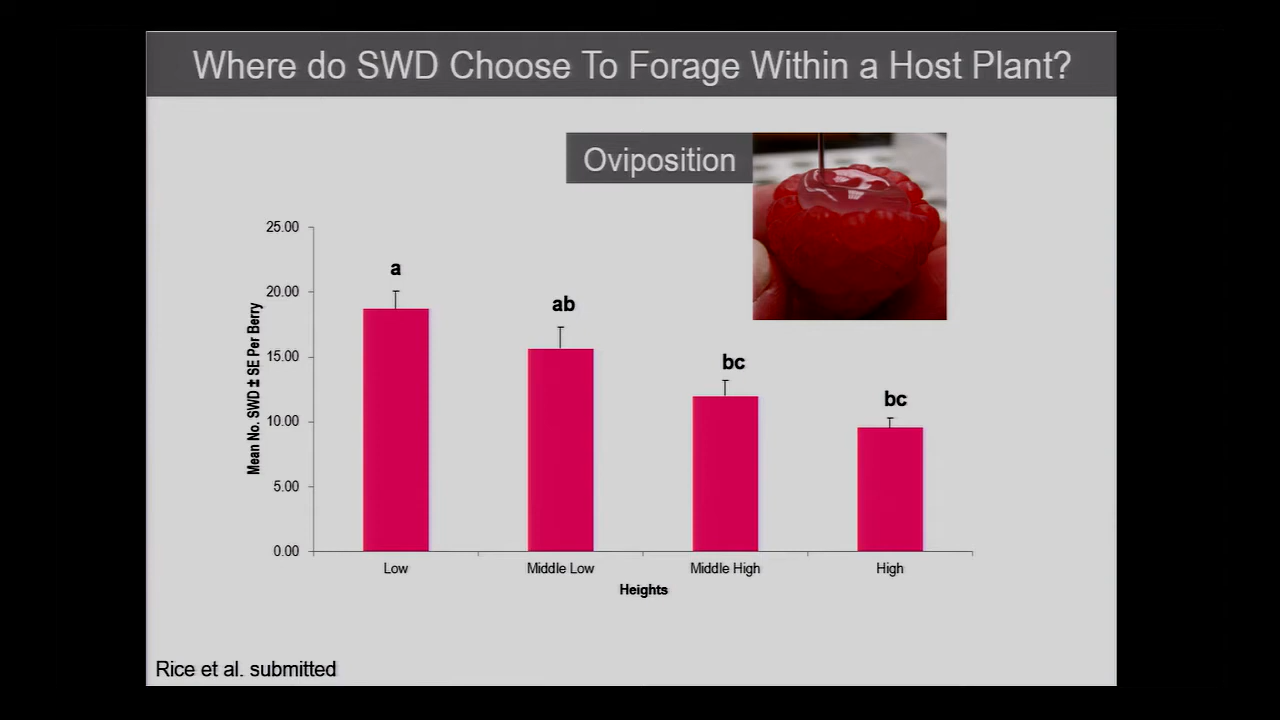 Where do SWD Choose To Forage Within a Host Plant?
Oviposition
25.00
20.00
15.00
10.00
5.00
0.00
Mean No. SWD ± SE Per Berry
a
ab
bc
bc
Low
Middle Low
Middle High
High
Heights
Rice et al. submitted